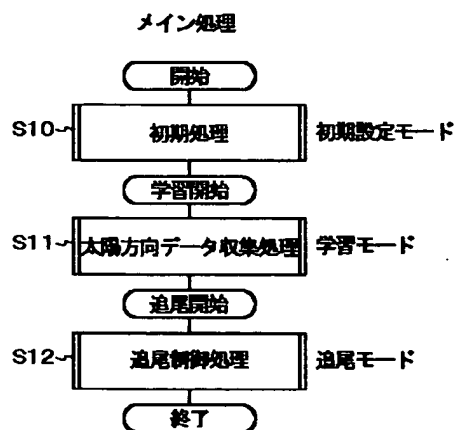 メイン処理
開始
S10 初期処理 初期設定モード
学習開始
S11 太陽方向データ収集処理 学習モード
追尾開始
S12 追尾制御処理 追尾モード
終了